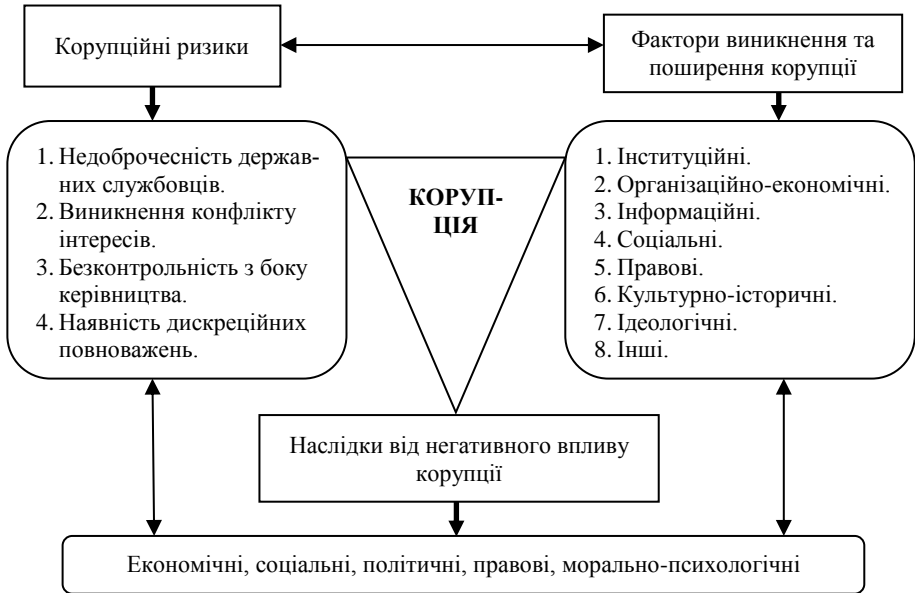 Корупційні ризики
Фактори виникнення та
поширення корупції
1. Недоброчесність держав-
них службовців.
2. Виникнення конфлікту
інтересів.
3. Безконтрольність з боку
керівництва.
4. Наявність дискреційних
повноважень.
КОРУП-
ЦІЯ
1. Інституційні.
2. Організаційно-економічні.
3. Інформаційні.
4. Соціальні.
5. Правові.
6. Культурно-історичні.
7. Ідеологічні.
8. Інші.
Наслідки від негативного впливу
корупції
Економічні, соціальні, політичні, правові, морально-психологічні